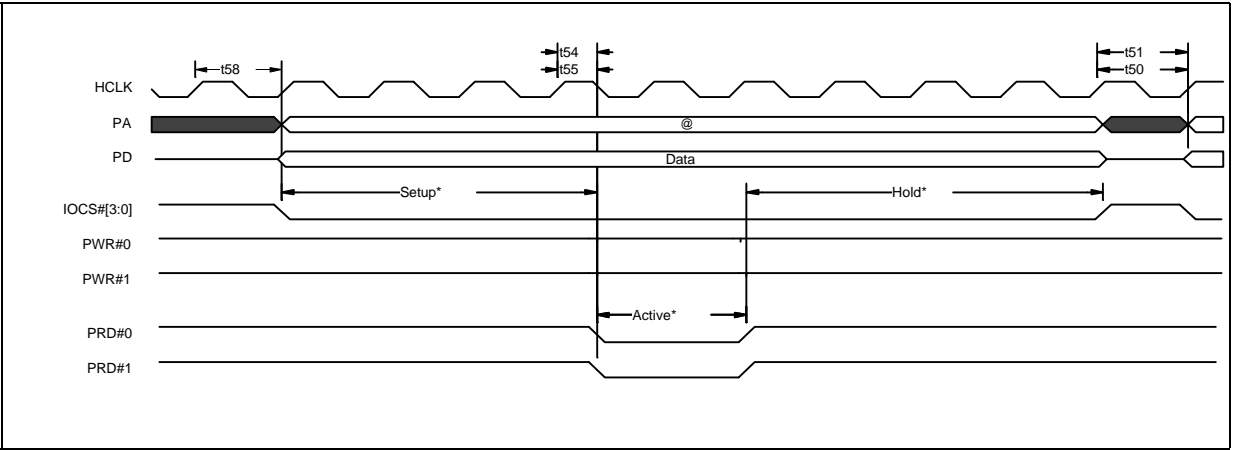 t54
t51
t58
t55
t50
HCLK
PA
@
PD
Data
Setup*
Hold*
IOCS#[3:0]
PWR#0
PWR#1
Active*
PRD#0
PRD#1